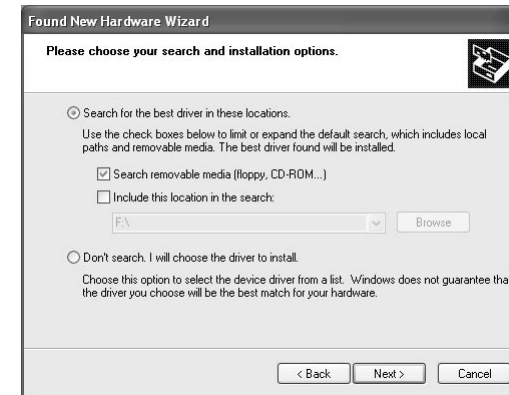 Found New Hardware Wizard
Please choose your search and installation options.
Search for the best driver in these locations.
Use the check boxes below to limit or expand the default search, which includes local
paths and removable media. The best driver found will be installed.
Search removable media (floppy, CD-ROM...)
Include this location in the search:
F:\
Browse
Don't search. I will choose the driver to install.
Choose this option to select the device driver from a list. Windows does not guarantee tha
the driver you choose will be the best match for your hardware.
< Back Next > Cancel